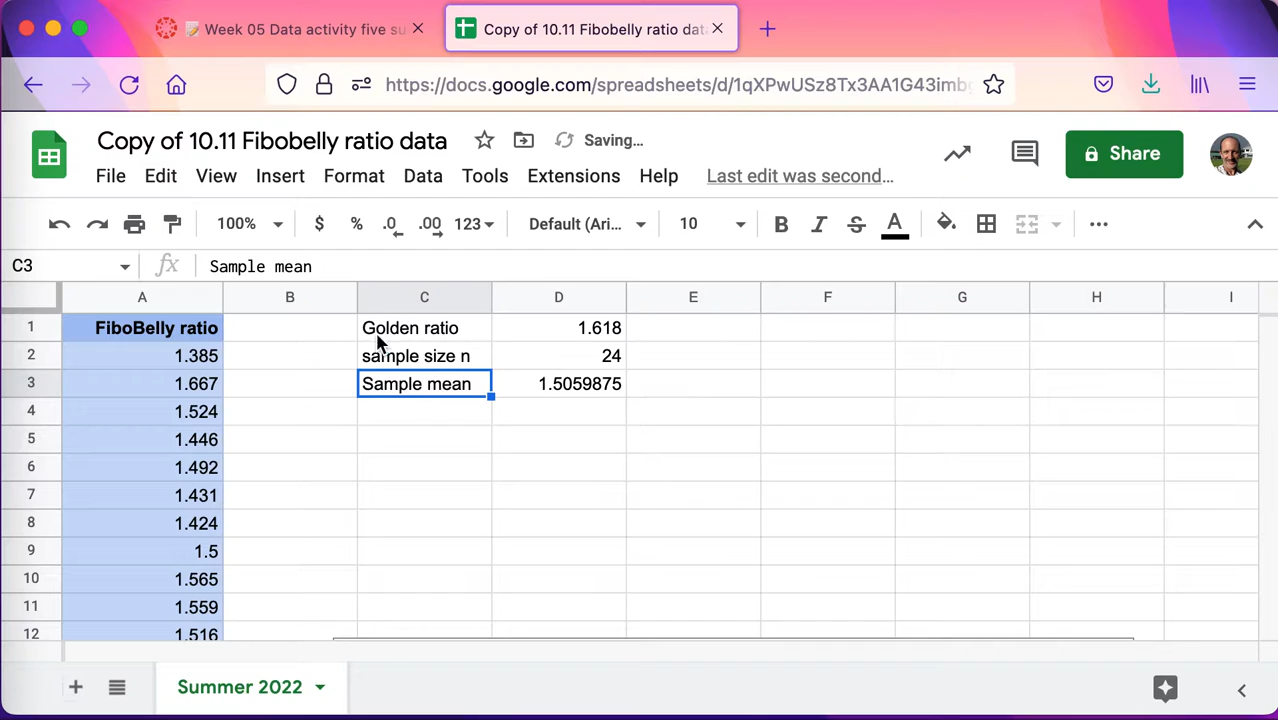 📝 Week 05 Data activity five su
Copy of 10.11 Fibobelly ratio dat
https://docs.google.com/spreadsheets/d/1qXPwUSz8Tx3AA1G43imbg
Copy of 10.11 Fibobelly ratio data
Saving…
Share
File Edit View Insert Format Data Tools Extensions Help Last edit was second…
100% $ % .0 .00 123 Default (Ari… 10 B I S A
C3 fx Sample mean
A B C D E F G H I
1 FiboBelly ratio Golden ratio 1.618
2 1.385 sample size n 24
3 1.667 Sample mean 1.5059875
4 1.524
5 1.446
6 1.492
7 1.431
8 1.424
9 1.5
10 1.565
11 1.559
12 1.516
Summer 2022